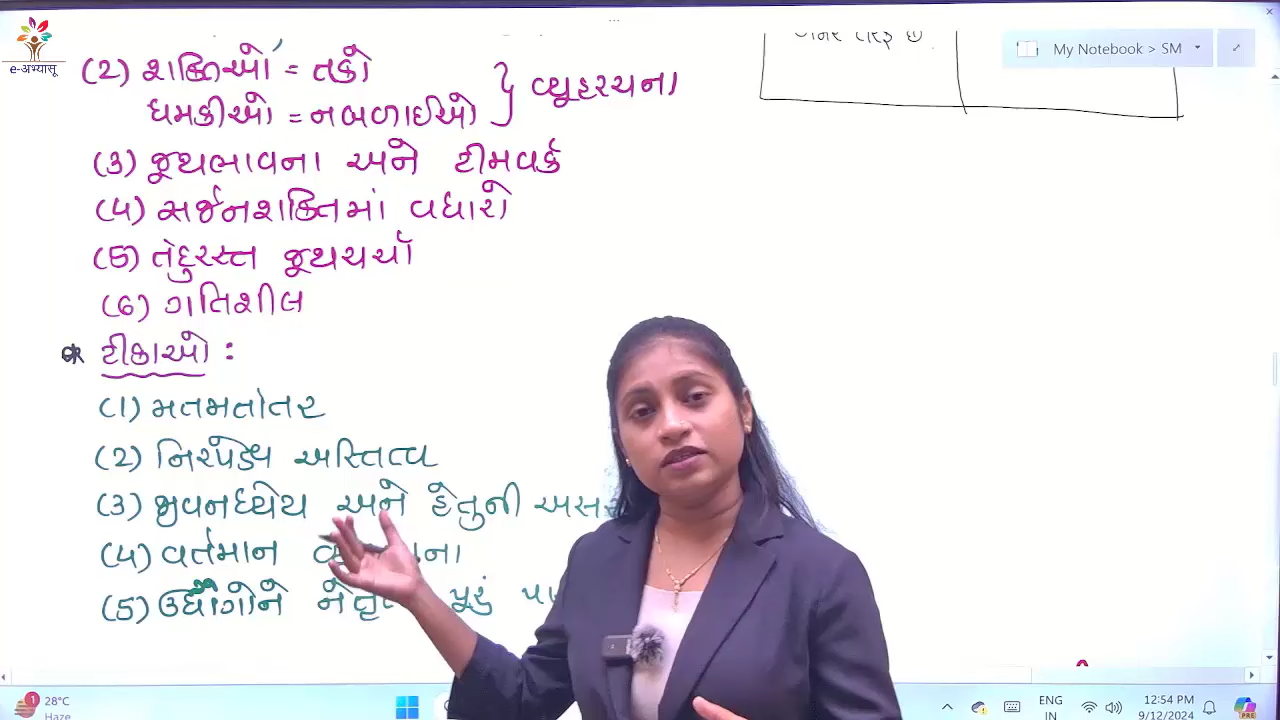 e-अभ्यासू
My Notebook > SM
(2) શક્તિઓ = તકો
ધમકીઓ = નબળાઈઓ } વ્યૂહરચના
(3) જૂથભાવના અને ટીમવર્ક
(4) સર્જનશક્તિમાં વધારો
(5) તંદુરસ્ત જૂથચર્ચા
(6) ગતિશીલ
ટીકાઓ :
(1) મતમતાંતર
(2) નિરપેક્ષ અસ્તિત્વ
(3) જીવનધ્યેય અને હેતુની
(4) વર્તમાન
(5) ઉદ્યોગોને પૂરું
1
28°C
Haze
ENG
IN
12:54 PM
9/12/2024